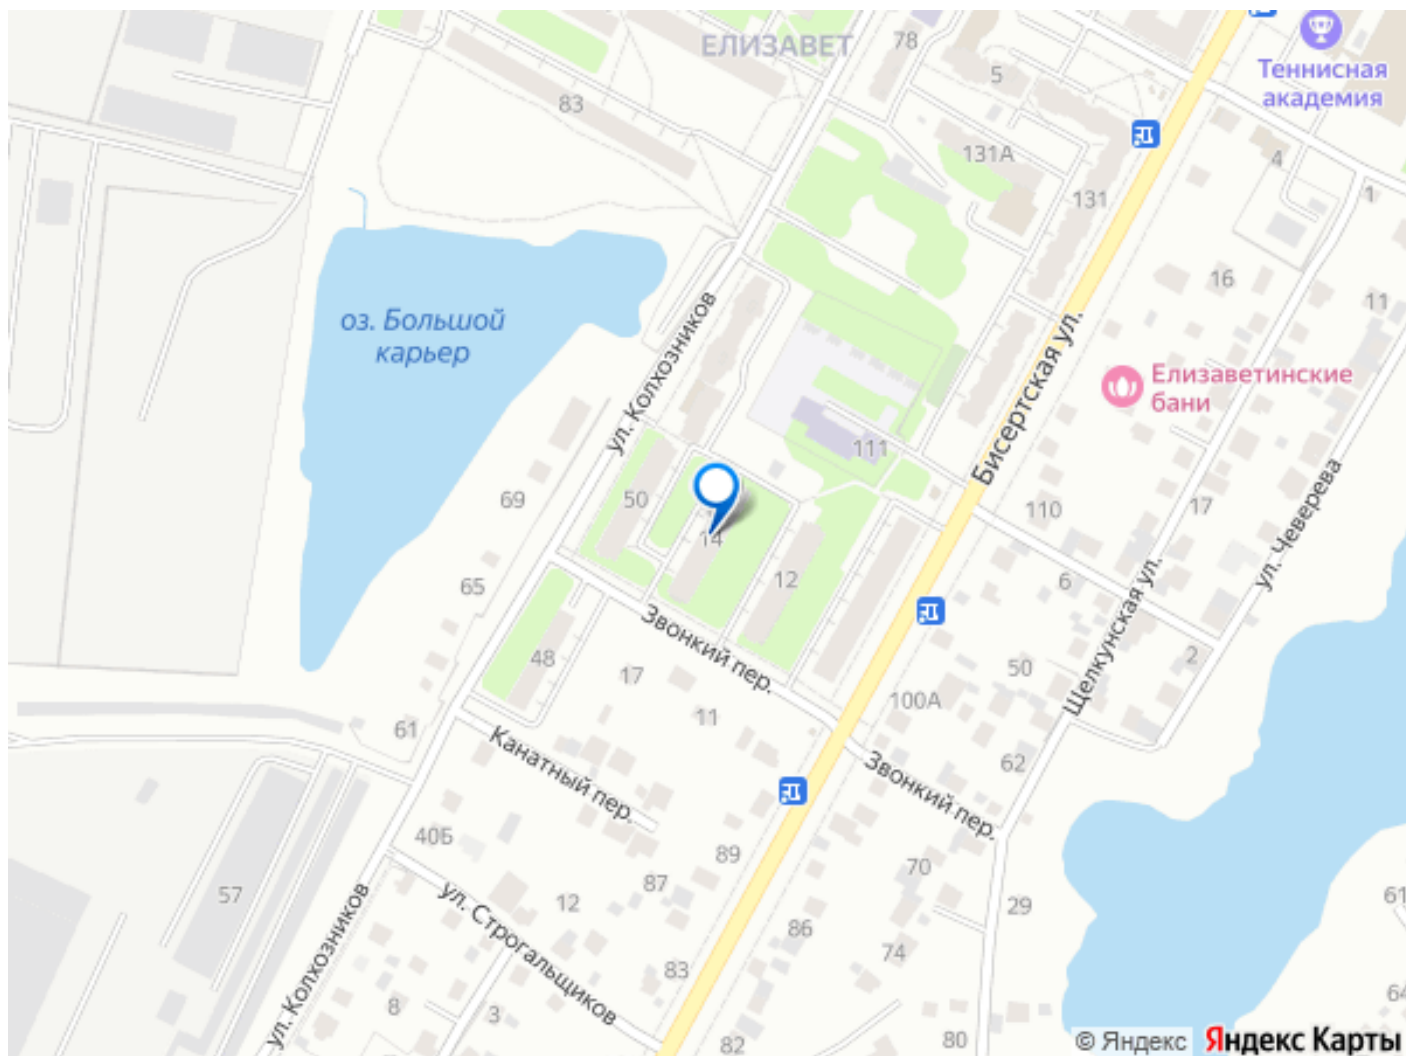 ЕЛИЗАВЕТ
78
5
Теннисная
академия
83
131А
4
1
131
16
11
оз. Большой
карьер
ул. Колхозников
Бисертская ул.
Елизаветинские
бани
111
69
50
14
110
17
ул. Чеверева
12
6
65
Щелкунская ул.
Звонкий пер.
48
17
50
2
11
100А
61
Канатный пер.
Звонкий пер.
62
40Б
89
70
87
57
12
29
61
ул. Строгальщиков
86
74
ул. Колхозников
83
8
3
64
82
80
© Яндекс
Яндекс Карты